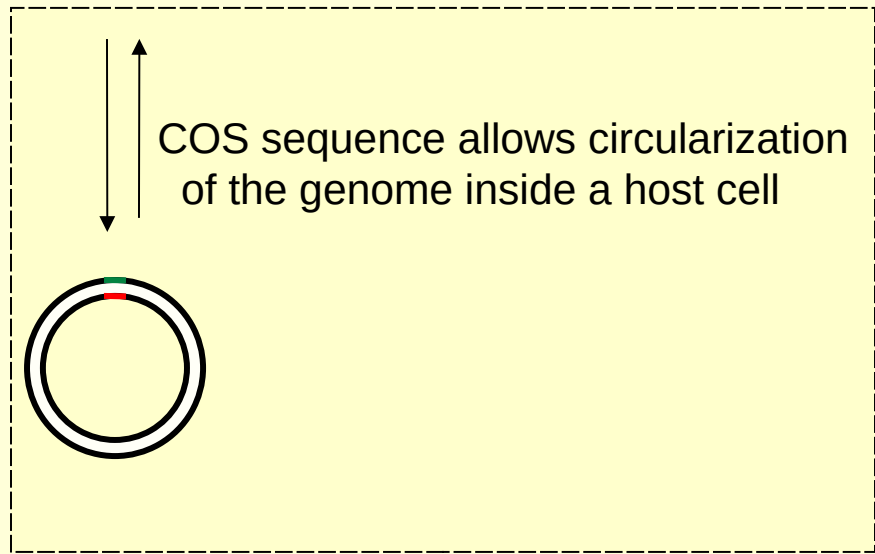 COS sequence allows circularization
of the genome inside a host cell